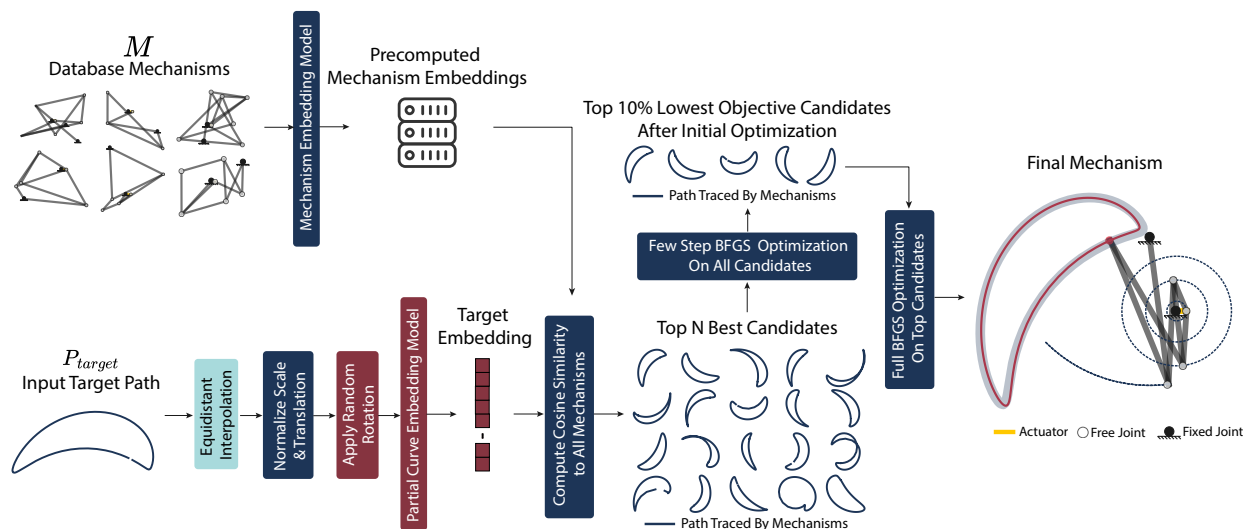 M
Database Mechanisms
Mechanism Embedding Model
Precomputed
Mechanism Embeddings
P_target
Input Target Path
Equidistant
Interpolation
Normalize Scale
& Translation
Apply Random
Rotation
Partial Curve Embedding Model
Target
Embedding
Compute Cosine Similarity
to All Mechanisms
Top N Best Candidates
Path Traced By Mechanisms
Few Step BFGS Optimization
On All Candidates
Top 10% Lowest Objective Candidates
After Initial Optimization
Path Traced By Mechanisms
Full BFGS Optimization
On Top Candidates
Final Mechanism
Actuator
Free Joint
Fixed Joint